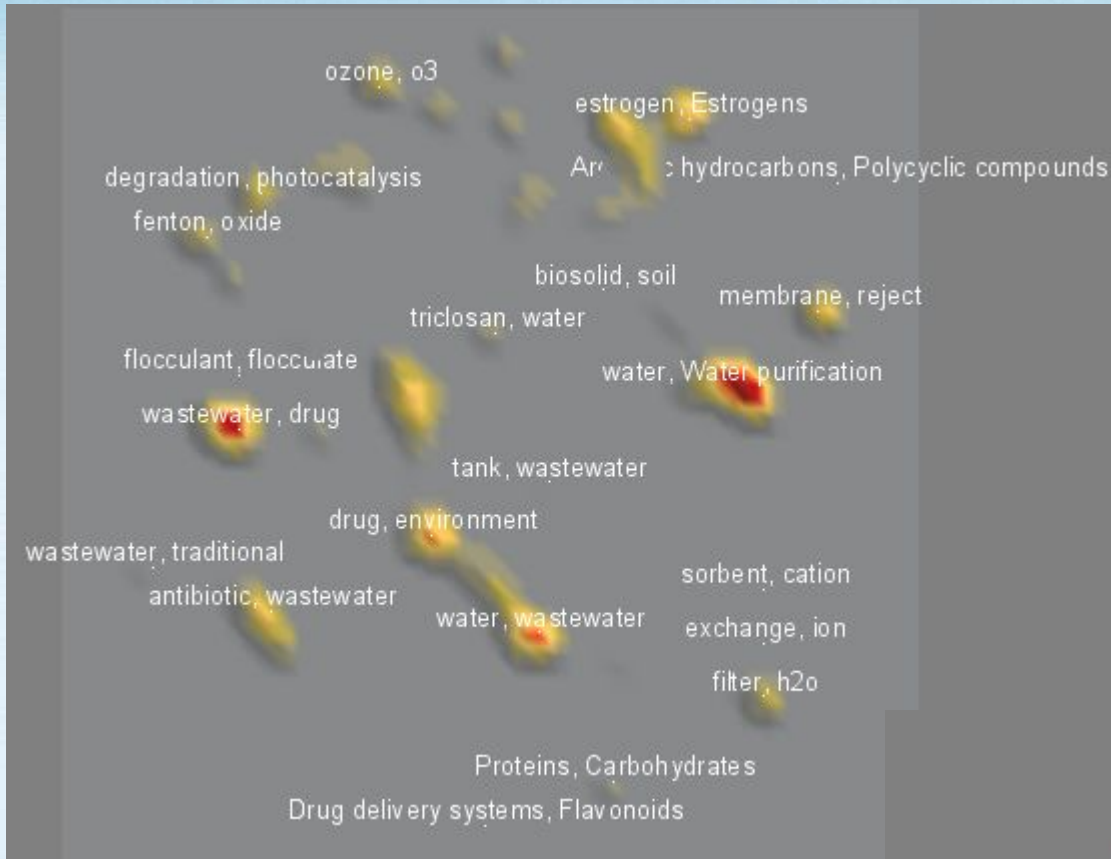 ozone, o3
estrogen, Estrogens
hydrocarbons, Polycyclic compounds
degradation, photocatalysis
fenton, oxide
biosolid, soil
membrane, reject
triclosan, water
flocculant, flocculate
water, Water purification
wastewater, drug
tank, wastewater
drug, environment
wastewater, traditional
sorbent, cation
antibiotic, wastewater
water, wastewater
exchange, ion
filter, h2o
Proteins, Carbohydrates
Drug delivery systems, Flavonoids